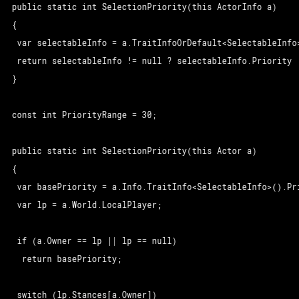 public static int SelectionPriority(this ActorInfo a)
{
var selectableInfo = a.TraitInfoOrDefault<SelectableInfo>
return selectableInfo != null ? selectableInfo.Priority
}
const int PriorityRange = 30;
public static int SelectionPriority(this Actor a)
{
var basePriority = a.Info.TraitInfo<SelectableInfo>().Pri
var lp = a.World.LocalPlayer;
if (a.Owner == lp || lp == null)
return basePriority;
switch (lp.Stances[a.Owner])